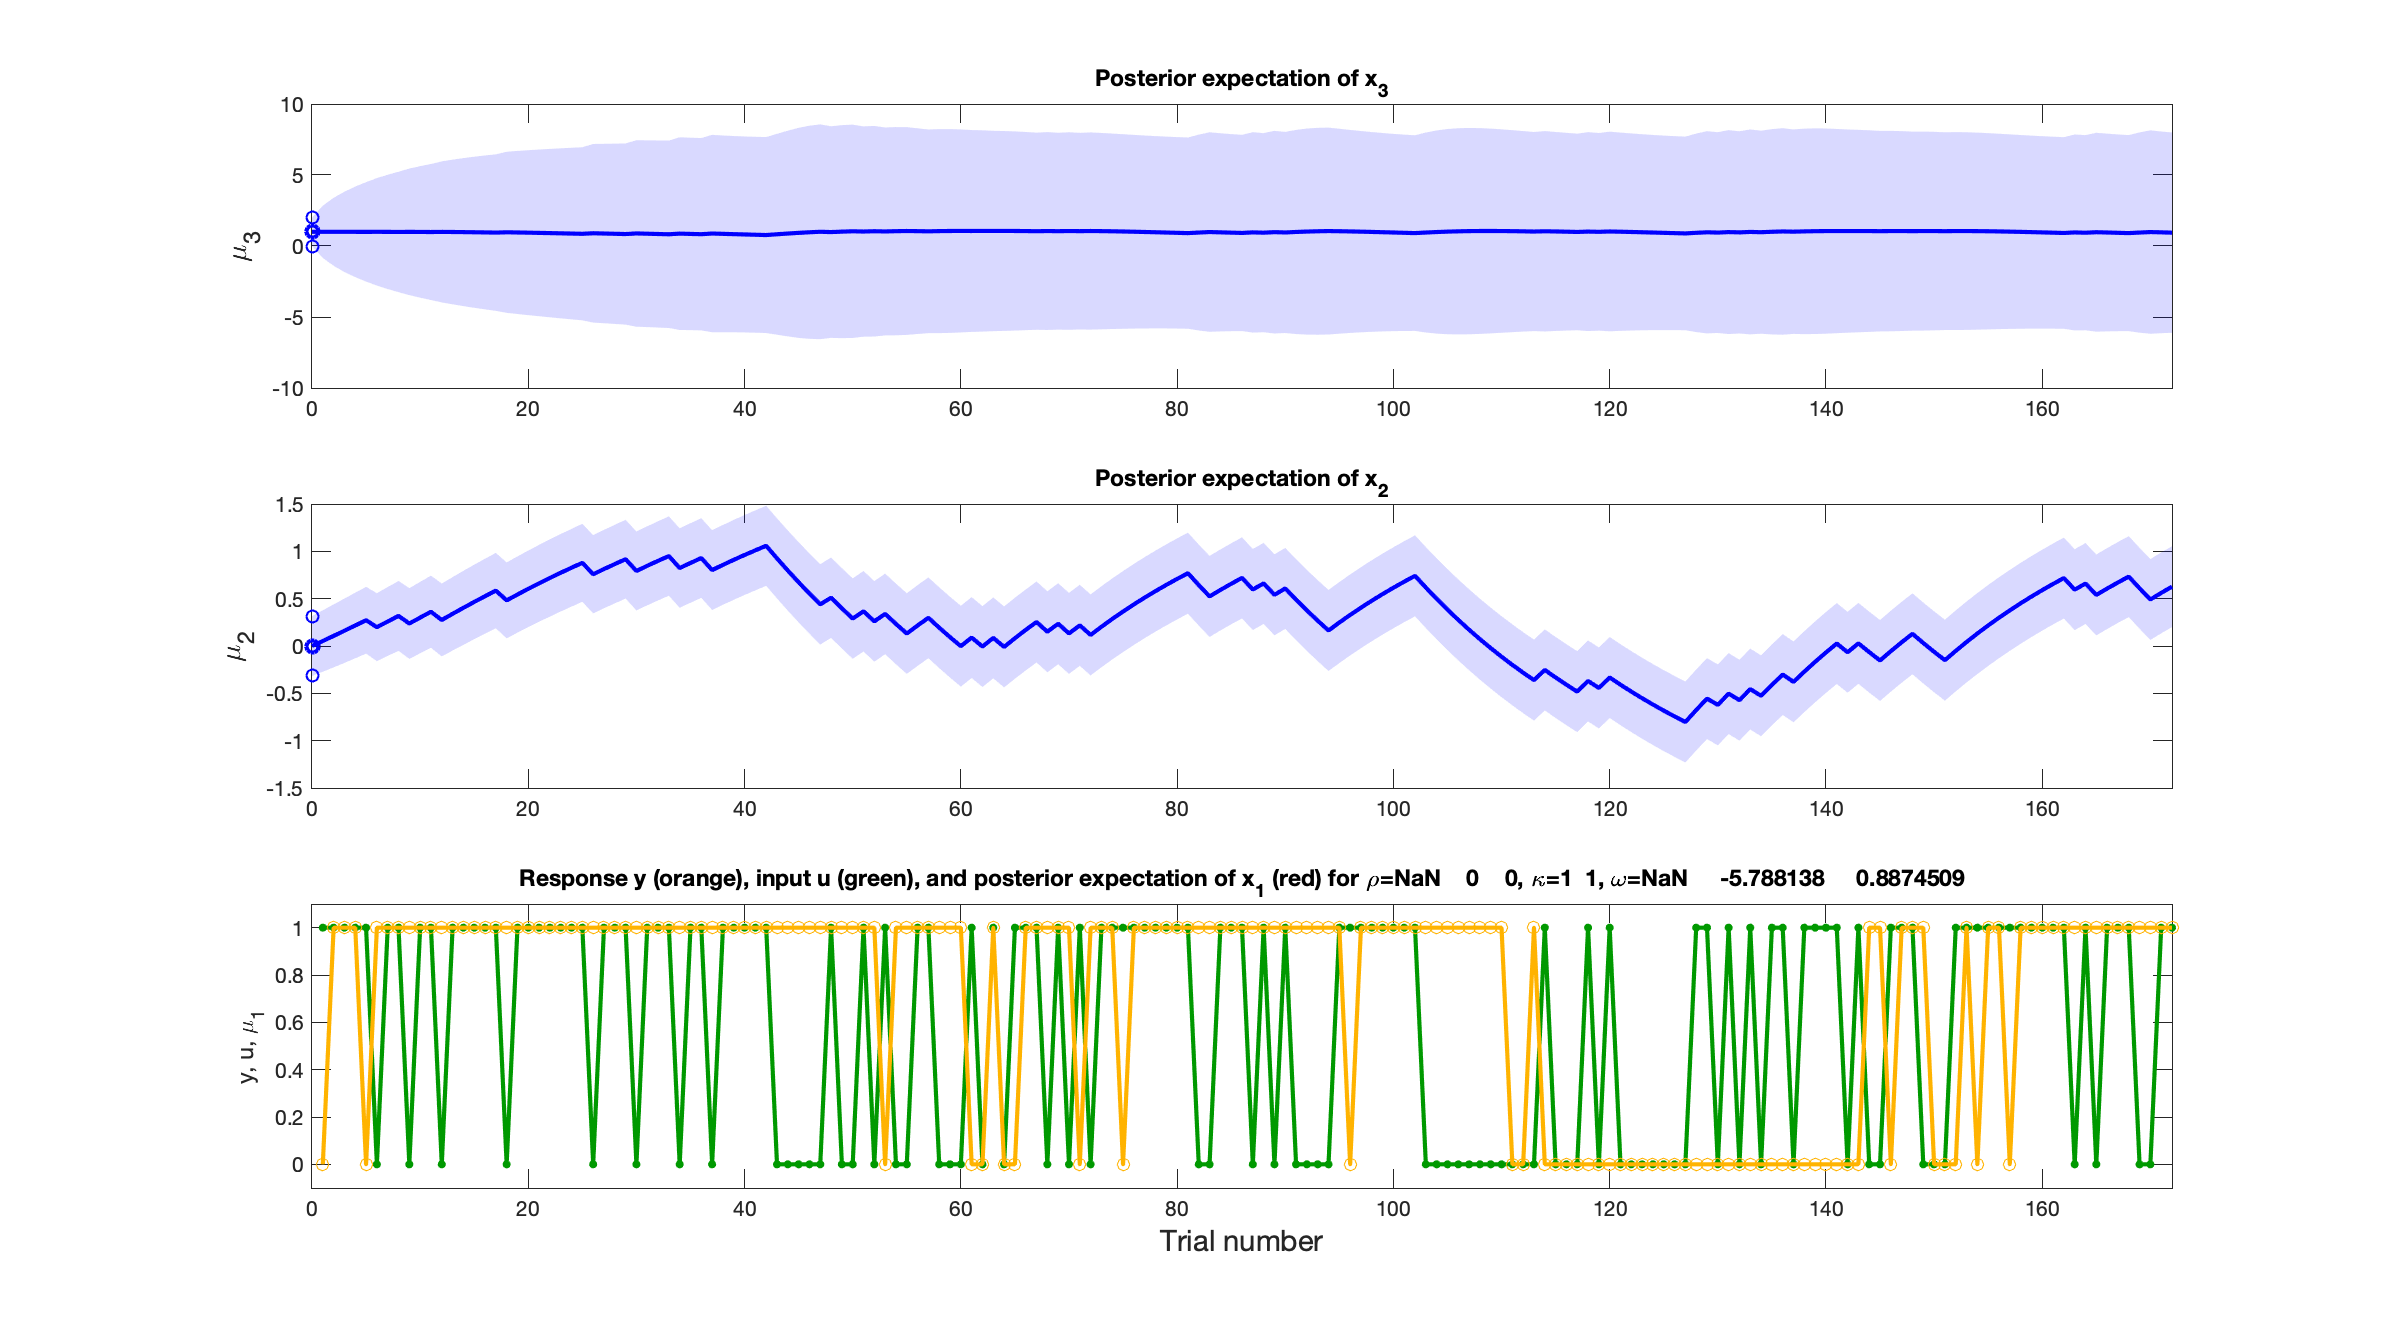 Posterior expectation of x3
10
5
0
-5
-10
μ3
0 20 40 60 80 100 120 140 160
Posterior expectation of x2
1.5
1
0.5
0
-0.5
-1
-1.5
μ2
0 20 40 60 80 100 120 140 160
Response y (orange), input u (green), and posterior expectation of x1 (red) for ρ=NaN 0 0, κ=1 1, ω=NaN -5.788138 0.8874509
1
0.8
0.6
0.4
0.2
0
y, u, μ1
0 20 40 60 80 100 120 140 160
Trial number